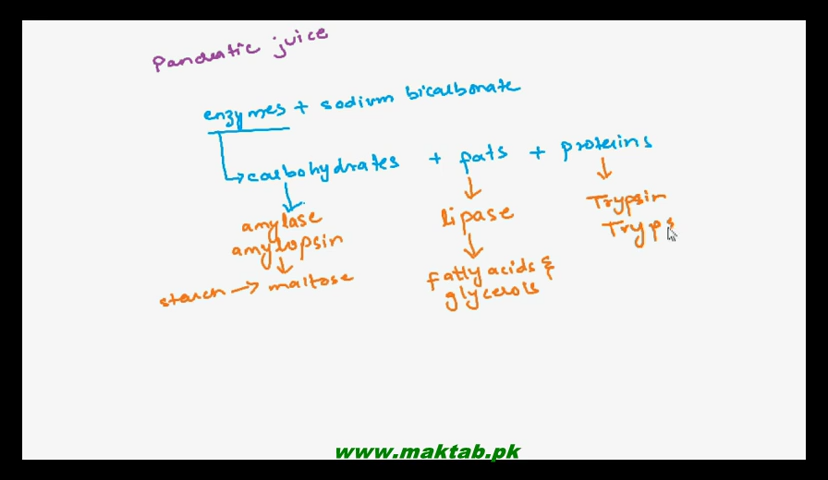 Pancreatic juice
enzymes + sodium bicarbonate
carbohydrates + fats + proteins
amylase lipase Trypsin
amylopsin Tryps
starch → maltose fatty acids &
glycerols
www.maktab.pk